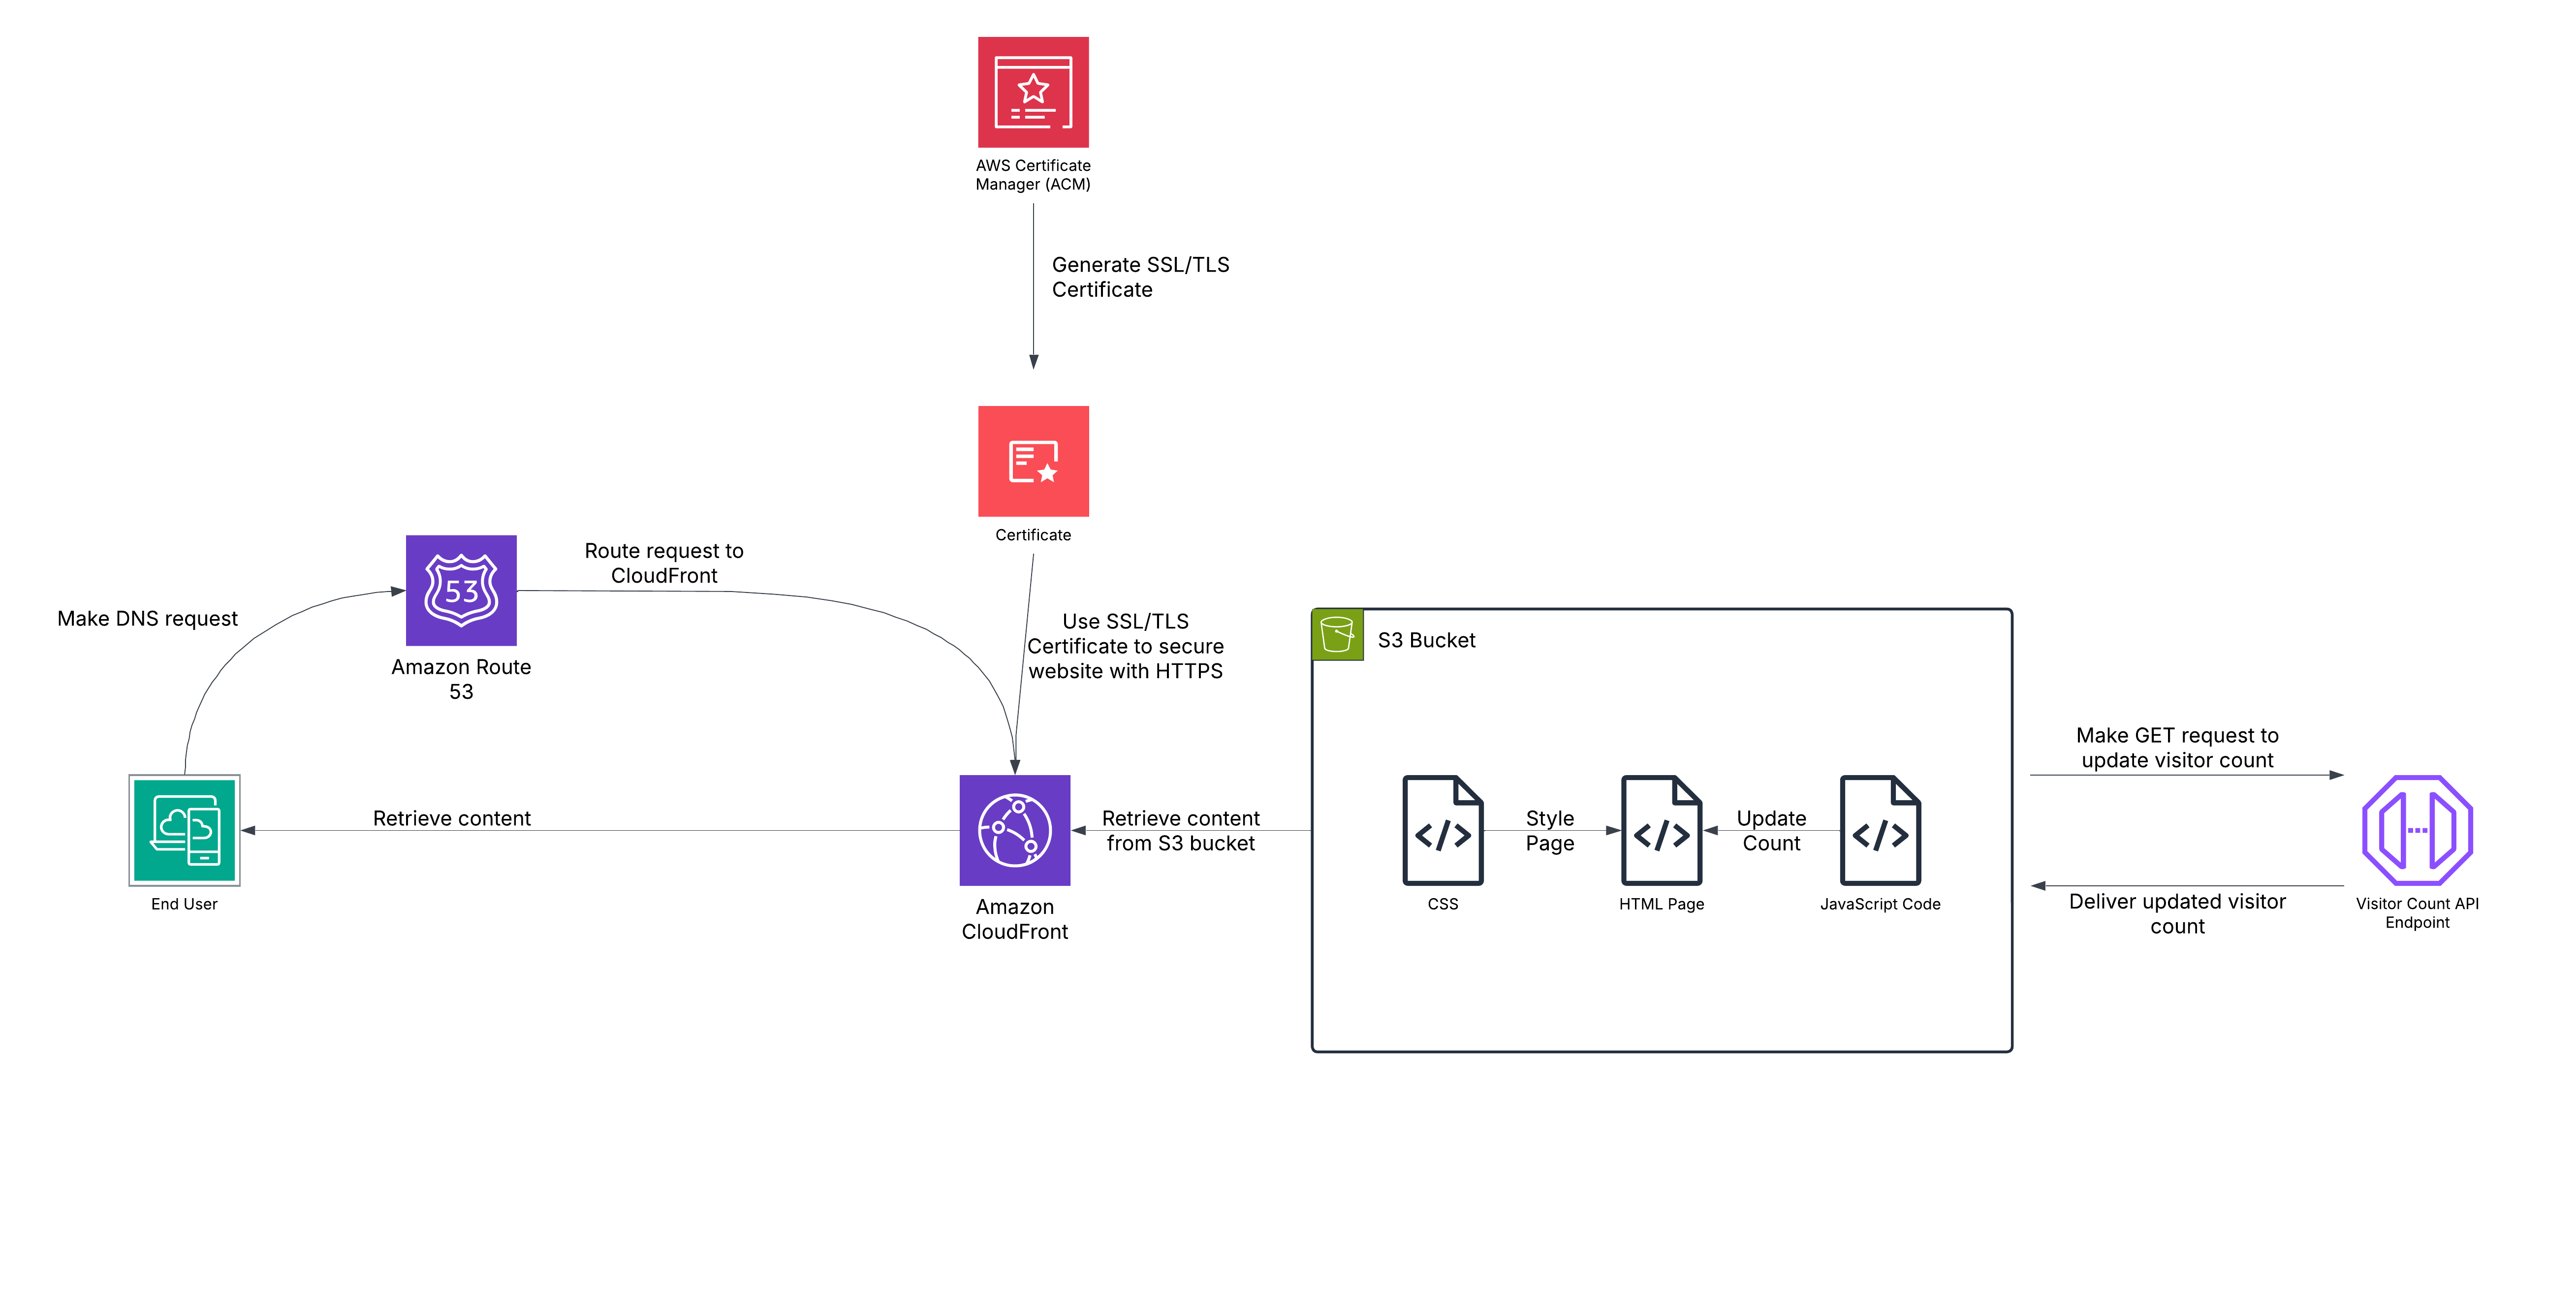 AWS Certificate
Manager (ACM)
Generate SSL/TLS
Certificate
Certificate
53
Amazon Route
53
Route request to
CloudFront
Make DNS request
Use SSL/TLS
Certificate to secure
website with HTTPS
End User
Retrieve content
Amazon
CloudFront
Retrieve content
from S3 bucket
S3 Bucket
</>
CSS
Style
Page
</>
HTML Page
Update
Count
</>
JavaScript Code
Make GET request to
update visitor count
Deliver updated visitor
count
Visitor Count API
Endpoint